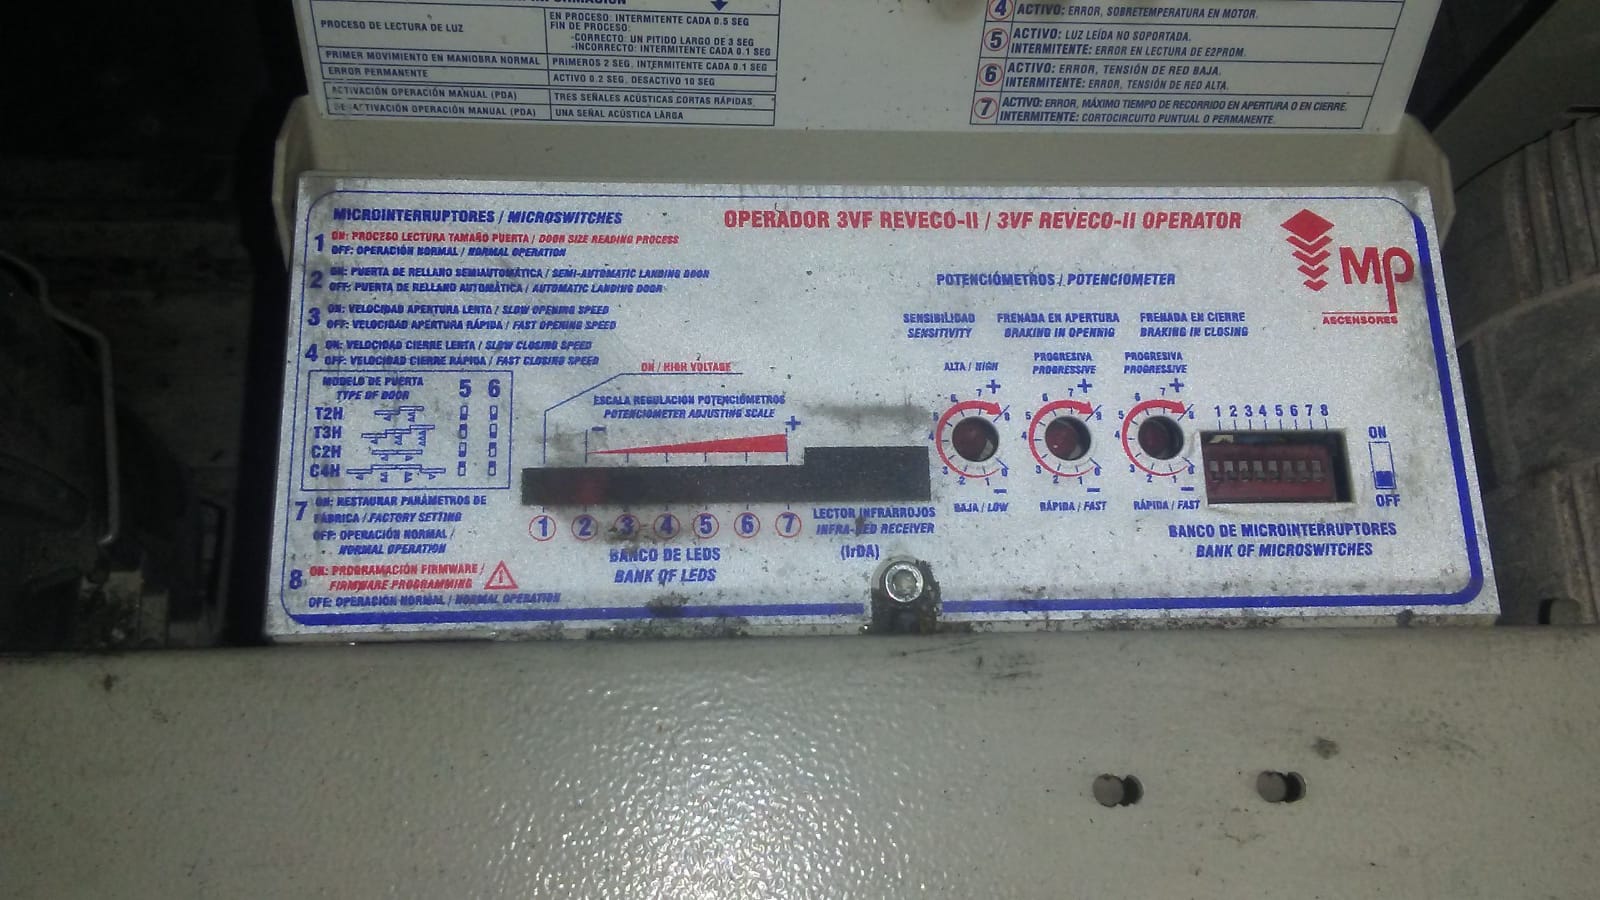 INFORMACIÓN
PROCESO DE LECTURA DE LUZ
EN PROCESO: INTERMITENTE CADA 0.5 SEG
FIN DE PROCESO:
-CORRECTO: UN PITIDO LARGO DE 3 SEG
-INCORRECTO: INTERMITENTE CADA 0.1 SEG
PRIMER MOVIMIENTO EN MANIOBRA NORMAL
PRIMEROS 2 SEG. INTERMITENTE CADA 0.1 SEG
ERROR PERMANENTE
ACTIVO 0.2 SEG, DESACTIVO 10 SEG
ACTIVACIÓN OPERACIÓN MANUAL (PDA)
TRES SEÑALES ACÚSTICAS CORTAS RÁPIDAS
DESACTIVACIÓN OPERACIÓN MANUAL (PDA)
UNA SEÑAL ACÚSTICA LARGA
4 ACTIVO: ERROR, SOBRETEMPERATURA EN MOTOR.
5 ACTIVO: LUZ LEÍDA NO SOPORTADA.
INTERMITENTE: ERROR EN LECTURA DE E2PROM.
6 ACTIVO: ERROR, TENSIÓN DE RED BAJA.
INTERMITENTE: ERROR, TENSIÓN DE RED ALTA.
7 ACTIVO: ERROR, MÁXIMO TIEMPO DE RECORRIDO EN APERTURA O EN CIERRE.
INTERMITENTE: CORTOCIRCUITO PUNTUAL O PERMANENTE.
MICROINTERRUPTORES / MICROSWITCHES
1 ON: PROCESO LECTURA TAMAÑO PUERTA / DOOR SIZE READING PROCESS
OFF: OPERACIÓN NORMAL / NORMAL OPERATION
2 ON: PUERTA DE RELLANO SEMIAUTOMÁTICA / SEMI-AUTOMATIC LANDING DOOR
OFF: PUERTA DE RELLANO AUTOMÁTICA / AUTOMATIC LANDING DOOR
3 ON: VELOCIDAD APERTURA LENTA / SLOW OPENING SPEED
OFF: VELOCIDAD APERTURA RÁPIDA / FAST OPENING SPEED
4 ON: VELOCIDAD CIERRE LENTA / SLOW CLOSING SPEED
OFF: VELOCIDAD CIERRE RÁPIDA / FAST CLOSING SPEED
MODELO DE PUERTA
TYPE OF DOOR
5 6
T2H
T3H
C2H
C4H
7 ON: RESTAURAR PARÁMETROS DE
FÁBRICA / FACTORY SETTING
OFF: OPERACIÓN NORMAL /
NORMAL OPERATION
8 ON: PROGRAMACIÓN FIRMWARE /
FIRMWARE PROGRAMMING
OFF: OPERACIÓN NORMAL / NORMAL OPERATION
OPERADOR 3VF REVECO-II / 3VF REVECO-II OPERATOR
MP
ASCENSORES
ON / HIGH VOLTAGE
ESCALA REGULACIÓN POTENCIÓMETROS
POTENCIOMETER ADJUSTING SCALE
- +
1 2 3 4 5 6 7
BANCO DE LEDS
BANK OF LEDS
LECTOR INFRARROJOS
INFRA-RED RECEIVER
(IrDA)
POTENCIÓMETROS / POTENCIOMETER
SENSIBILIDAD
SENSITIVITY
ALTA / HIGH
+
BAJA / LOW
-
FRENADA EN APERTURA
BRAKING IN OPENNIG
PROGRESIVA
PROGRESSIVE
+
RÁPIDA / FAST
-
FRENADA EN CIERRE
BRAKING IN CLOSING
PROGRESIVA
PROGRESSIVE
+
RÁPIDA / FAST
-
1 2 3 4 5 6 7 8
ON
OFF
BANCO DE MICROINTERRUPTORES
BANK OF MICROSWITCHES